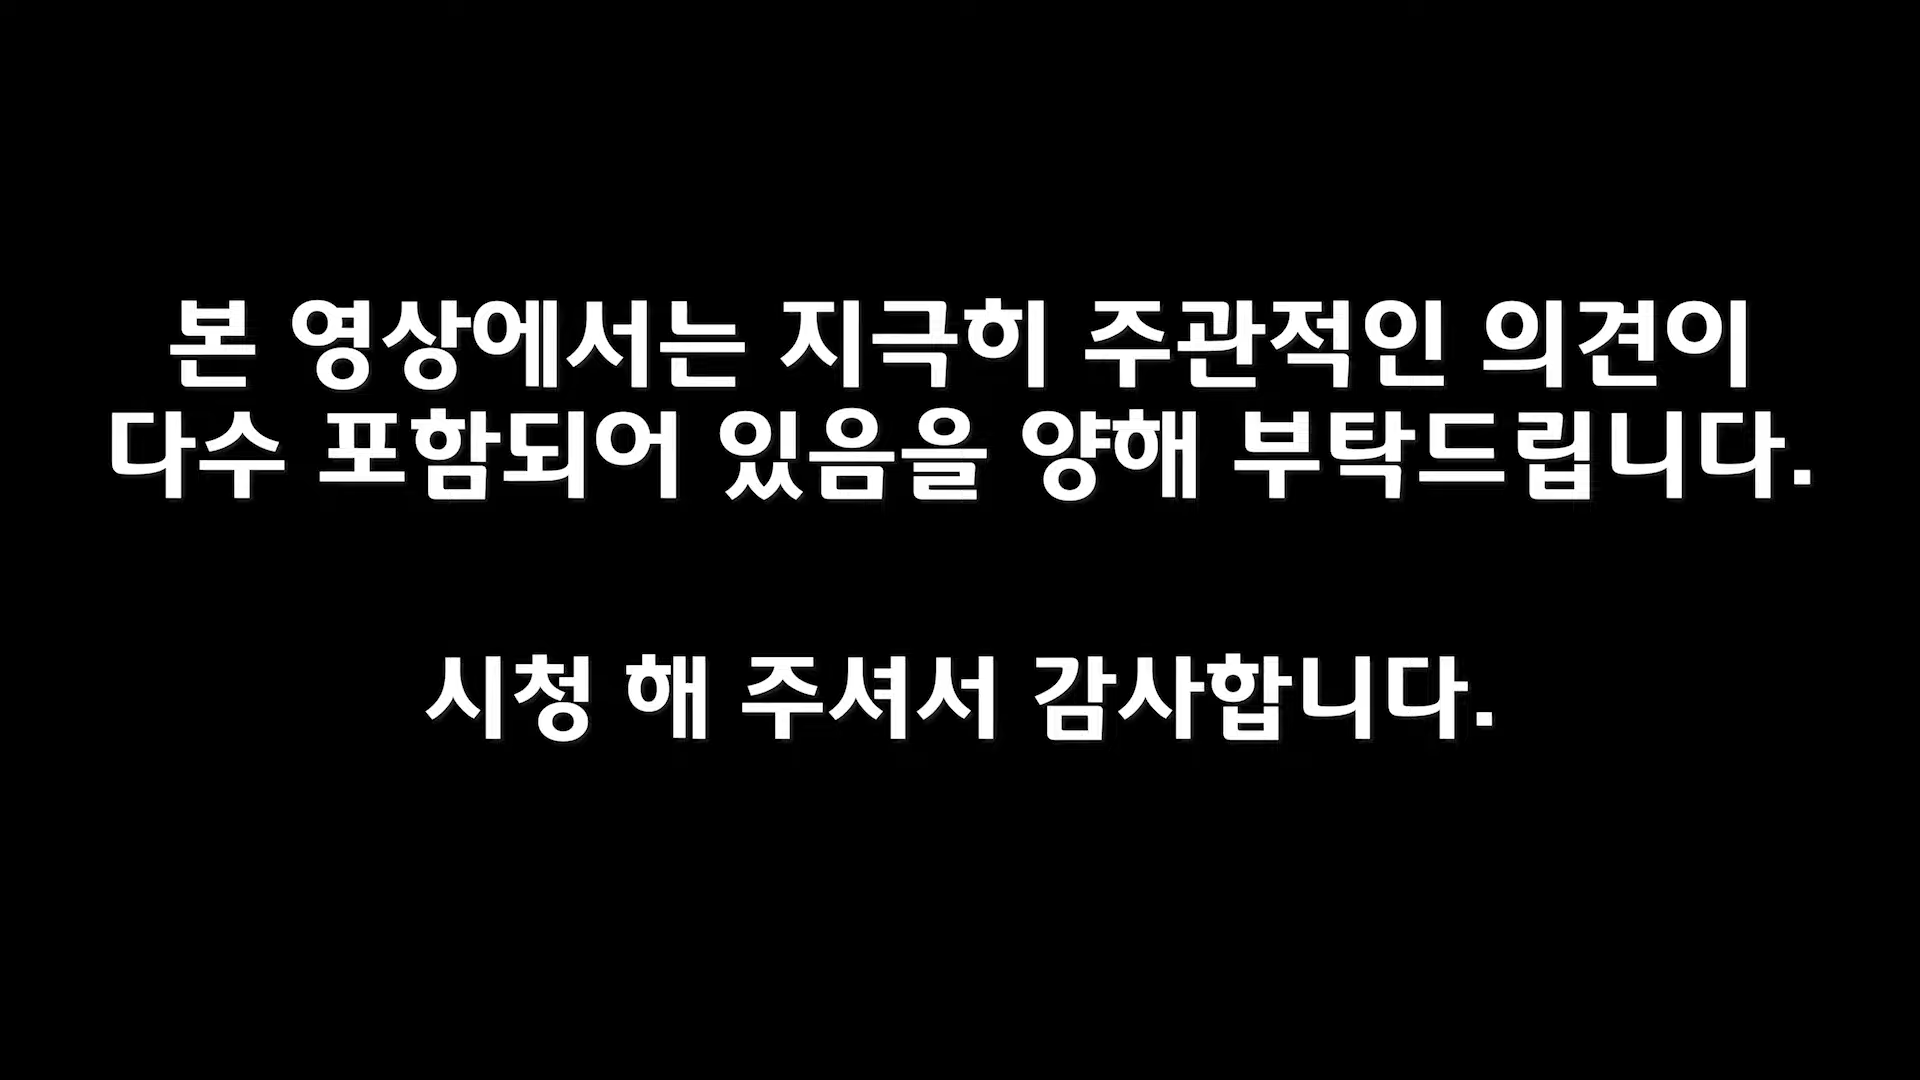 본 영상에서는 지극히 주관적인 의견이
다수 포함되어 있음을 양해 부탁드립니다.
시청 해 주셔서 감사합니다.